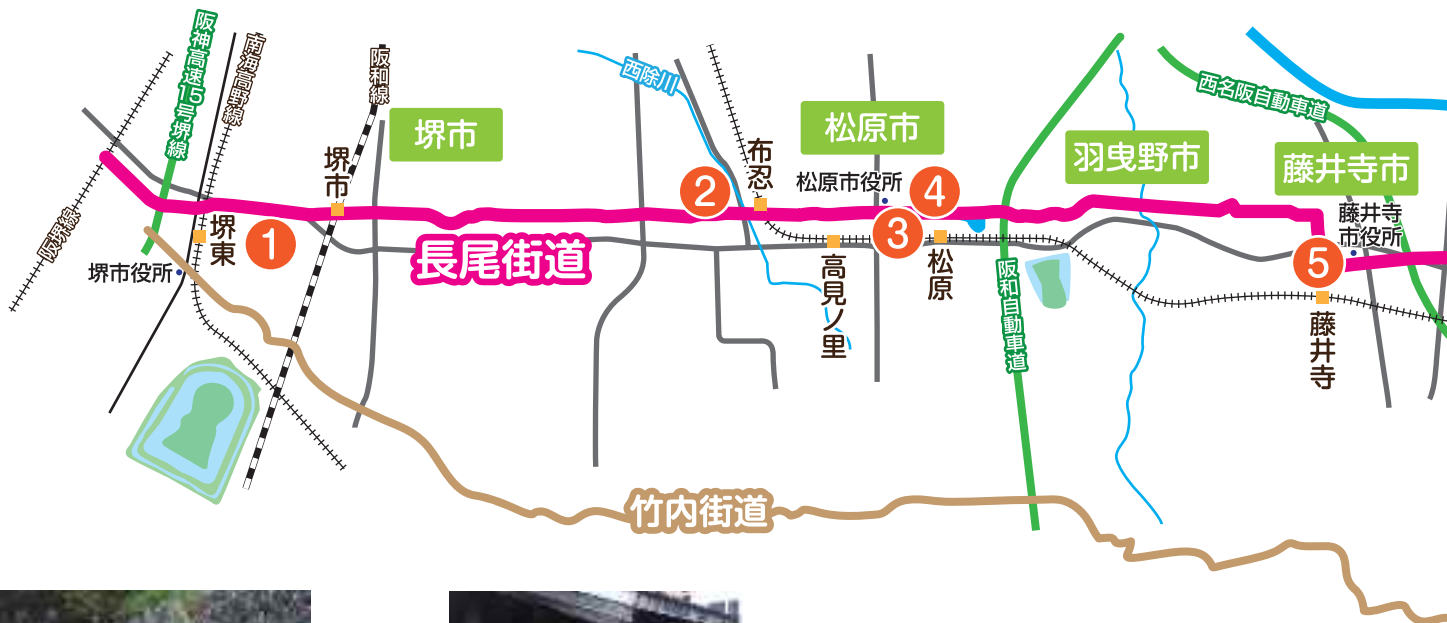 阪神高速15号堺線
南海高野線
阪和線
堺市
堺市
阪堺線
堺東
1
堺市役所
長尾街道
西除川
2
布忍
松原市
松原市役所
4
3
高見ノ里
松原
阪和自動車道
羽曳野市
西名阪自動車道
藤井寺市
藤井寺
市役所
5
藤井寺
竹内街道